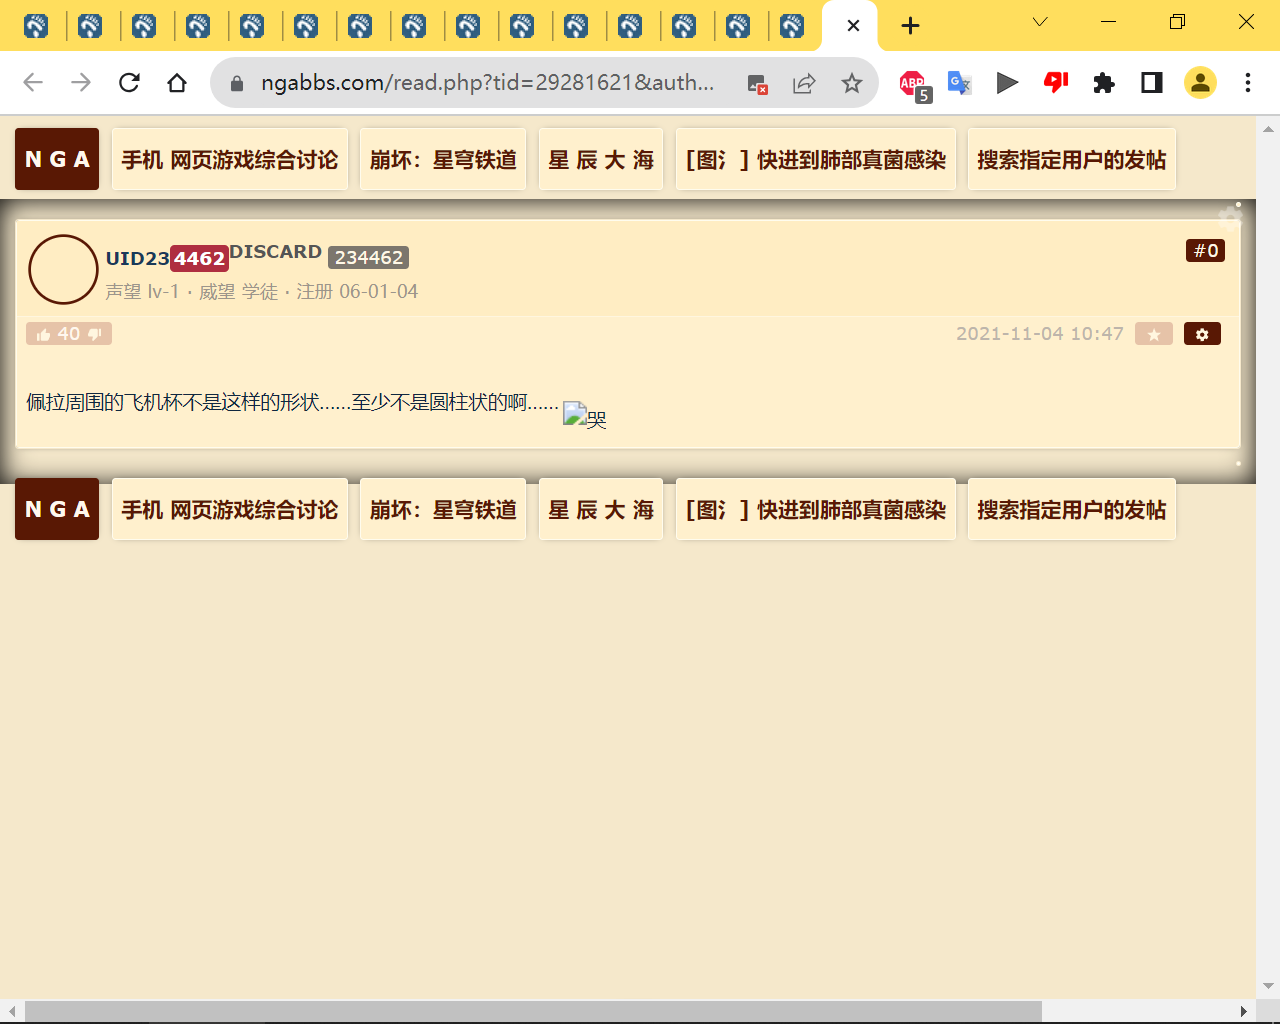 ngabbs.com/read.php?tid=29281621&auth...
ABP
5
N G A
手机 网页游戏综合讨论
崩坏：星穹铁道
星 辰 大 海
[图氵] 快进到肺部真菌感染
搜索指定用户的发帖
UID234462DISCARD 234462
#0
声望 lv-1 · 威望 学徒 · 注册 06-01-04
40
2021-11-04 10:47
佩拉周围的飞机杯不是这样的形状……至少不是圆柱状的啊…… 哭
N G A
手机 网页游戏综合讨论
崩坏：星穹铁道
星 辰 大 海
[图氵] 快进到肺部真菌感染
搜索指定用户的发帖